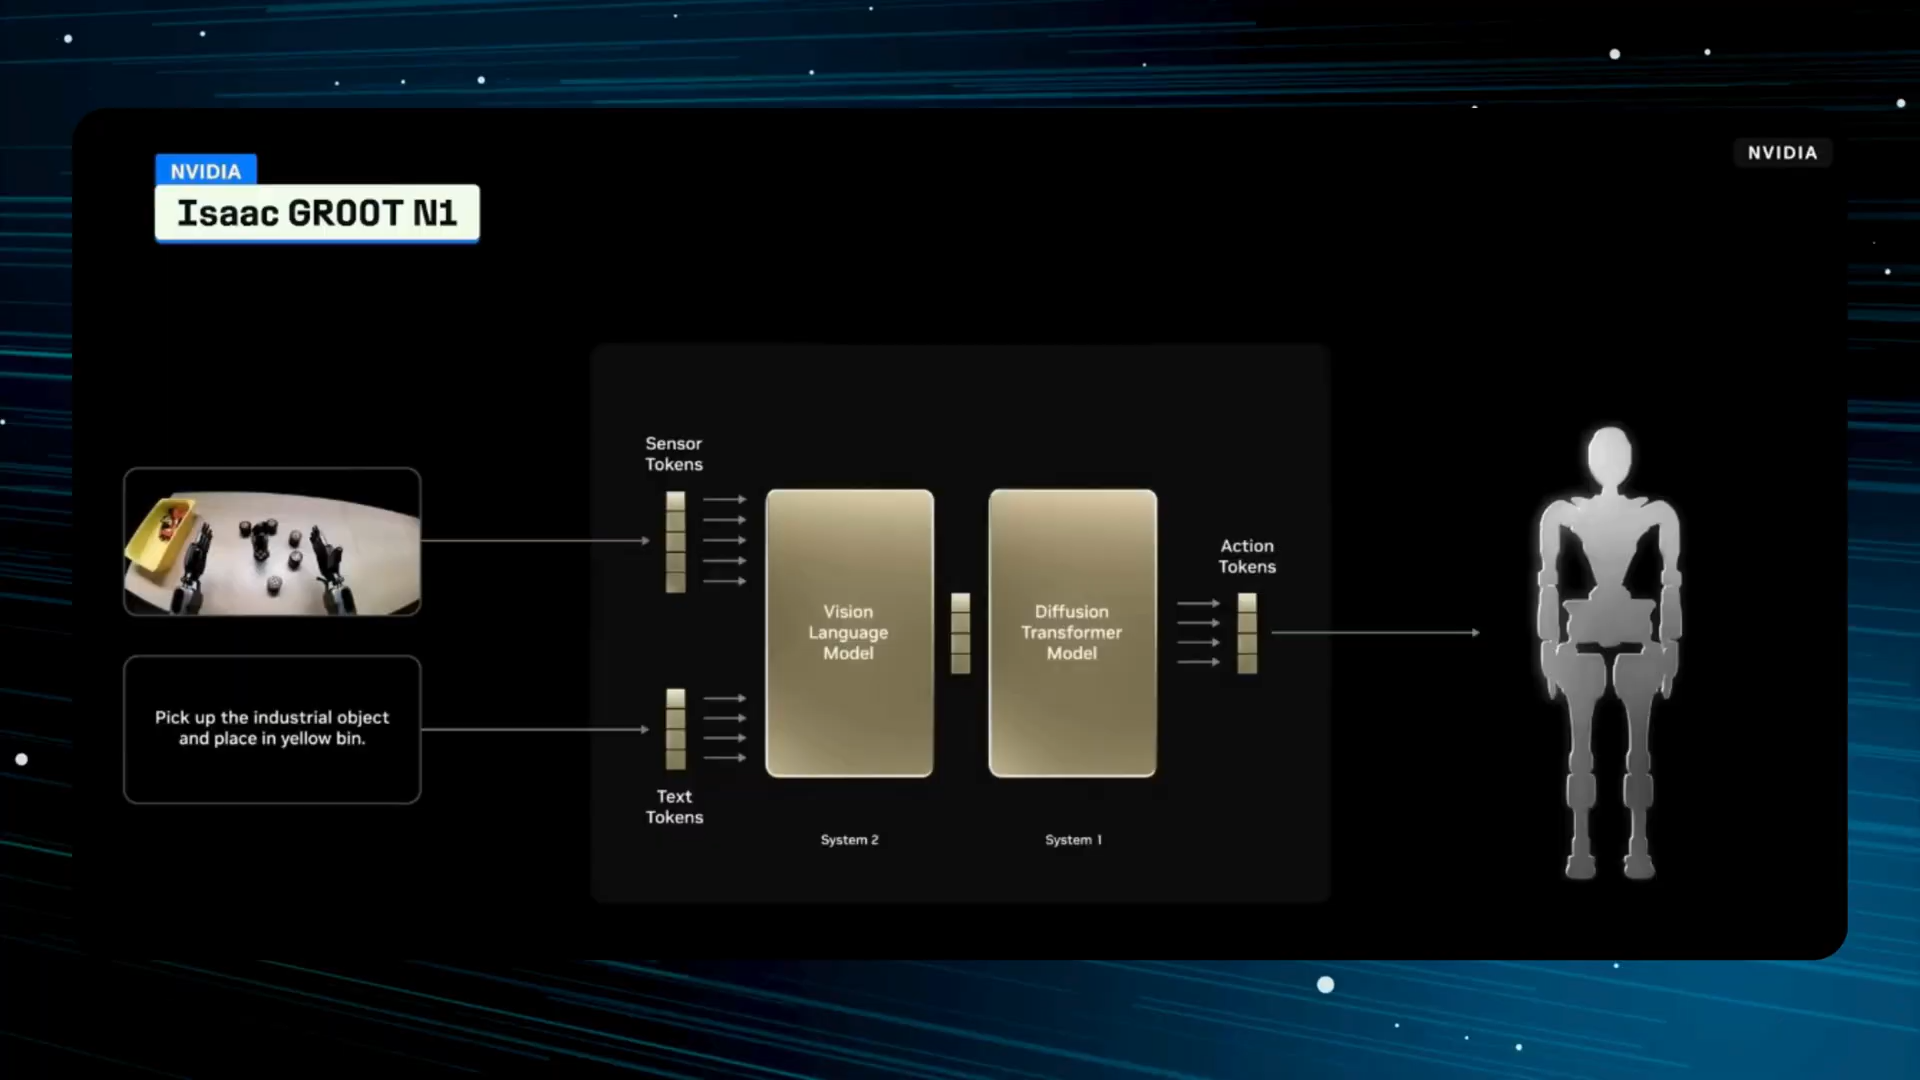 NVIDIA
Isaac GROOT N1
NVIDIA
Sensor
Tokens
Pick up the industrial object
and place in yellow bin.
Text
Tokens
Vision
Language
Model
System 2
Diffusion
Transformer
Model
System 1
Action
Tokens